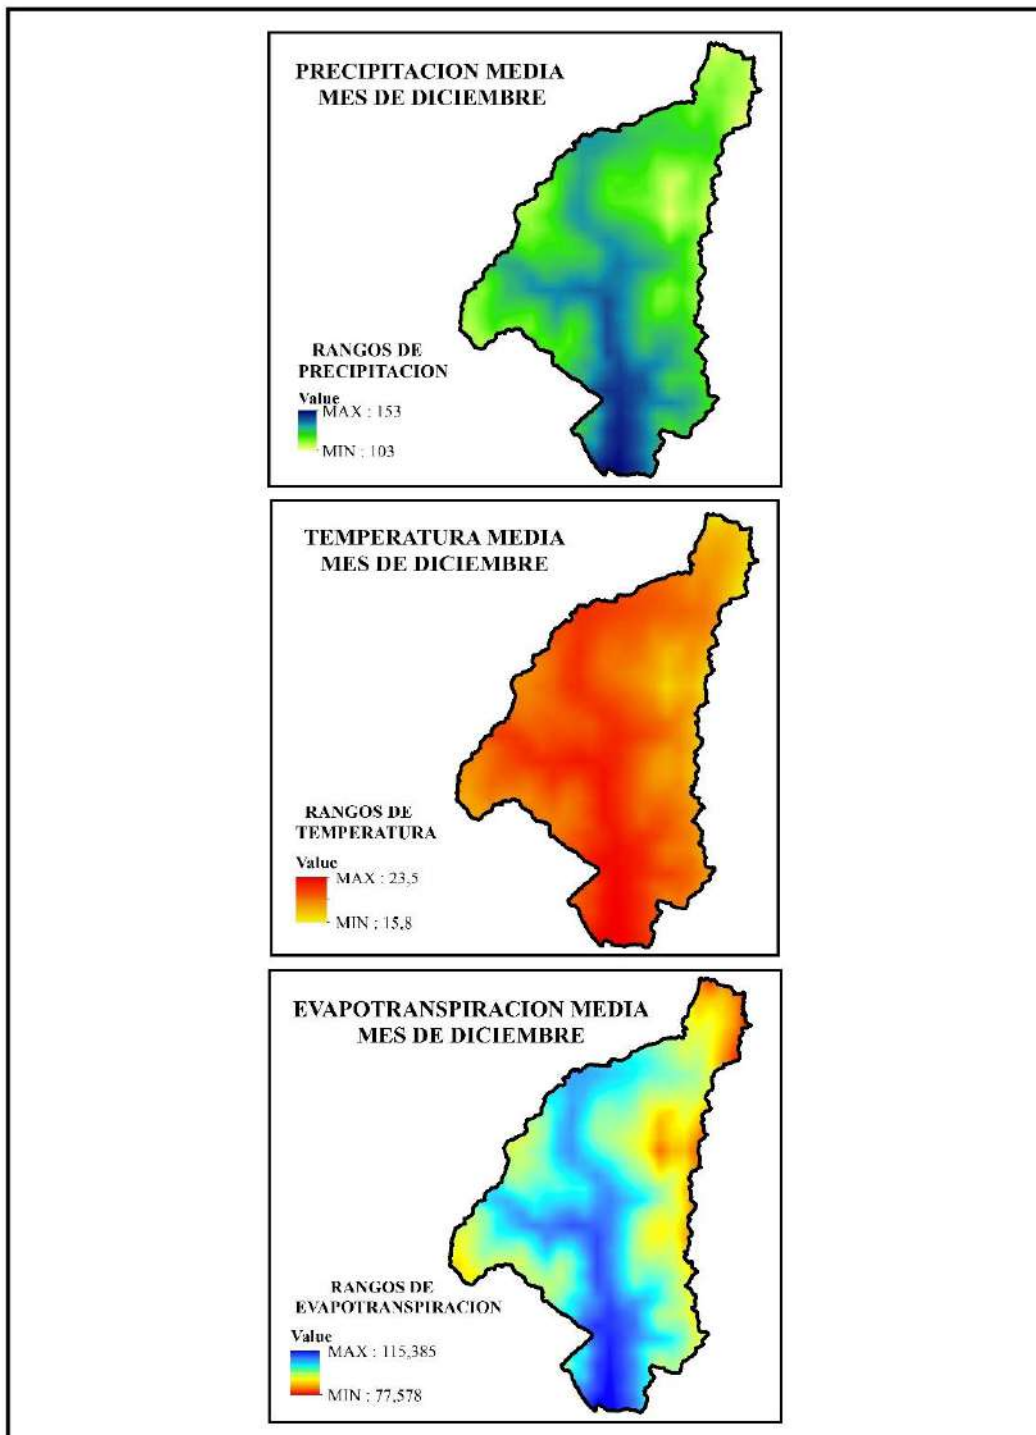 PRECIPITACION MEDIA
MES DE DICIEMBRE
RANGOS DE
PRECIPITACION
Value
MAX : 153
MIN : 103
TEMPERATURA MEDIA
MES DE DICIEMBRE
RANGOS DE
TEMPERATURA
Value
MAX : 23,5
MIN : 15,8
EVAPOTRANSPIRACION MEDIA
MES DE DICIEMBRE
RANGOS DE
EVAPOTRANSPIRACION
Value
MAX : 115,385
MIN : 77,578